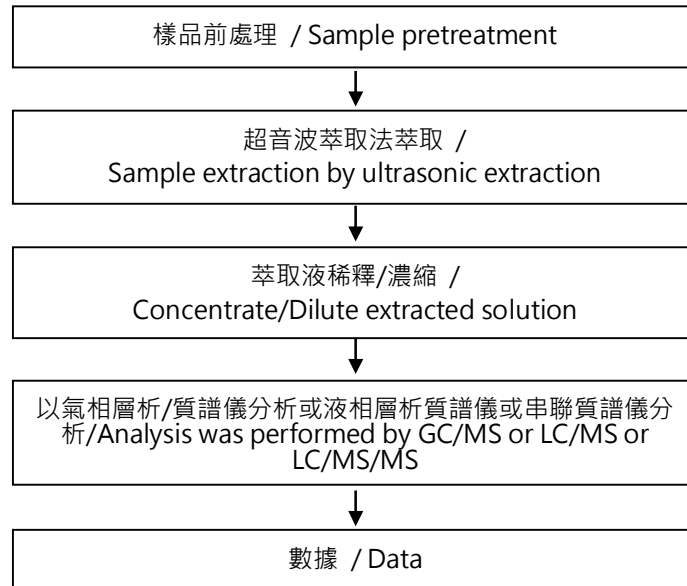 樣品前處理 / Sample pretreatment
超音波萃取法萃取 /
Sample extraction by ultrasonic extraction
萃取液稀釋/濃縮 /
Concentrate/Dilute extracted solution
以氣相層析/質譜儀分析或液相層析質譜儀或串聯質譜儀分
析/Analysis was performed by GC/MS or LC/MS or
LC/MS/MS
數據 / Data